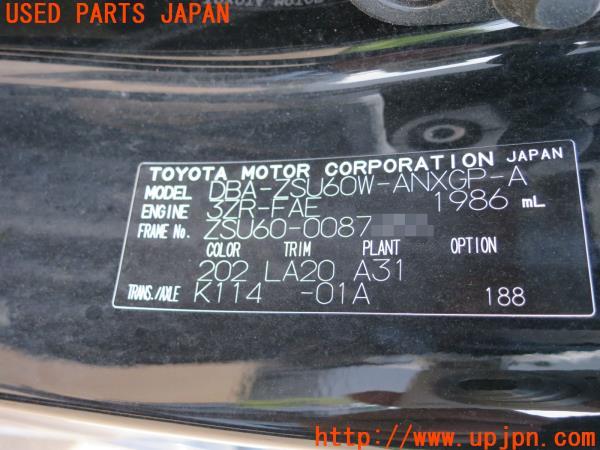 USED PARTS JAPAN
TOYOTA MOTOR CORPORATION JAPAN
MODEL DBA-ZSU60W-ANXGP-A
ENGINE 3ZR-FAE 1986 mL
FRAME No. ZSU60-0087
COLOR TRIM PLANT OPTION
202 LA20 A31
TRANS./AXLE K114 -01A 188
http://www.upjpn.com/